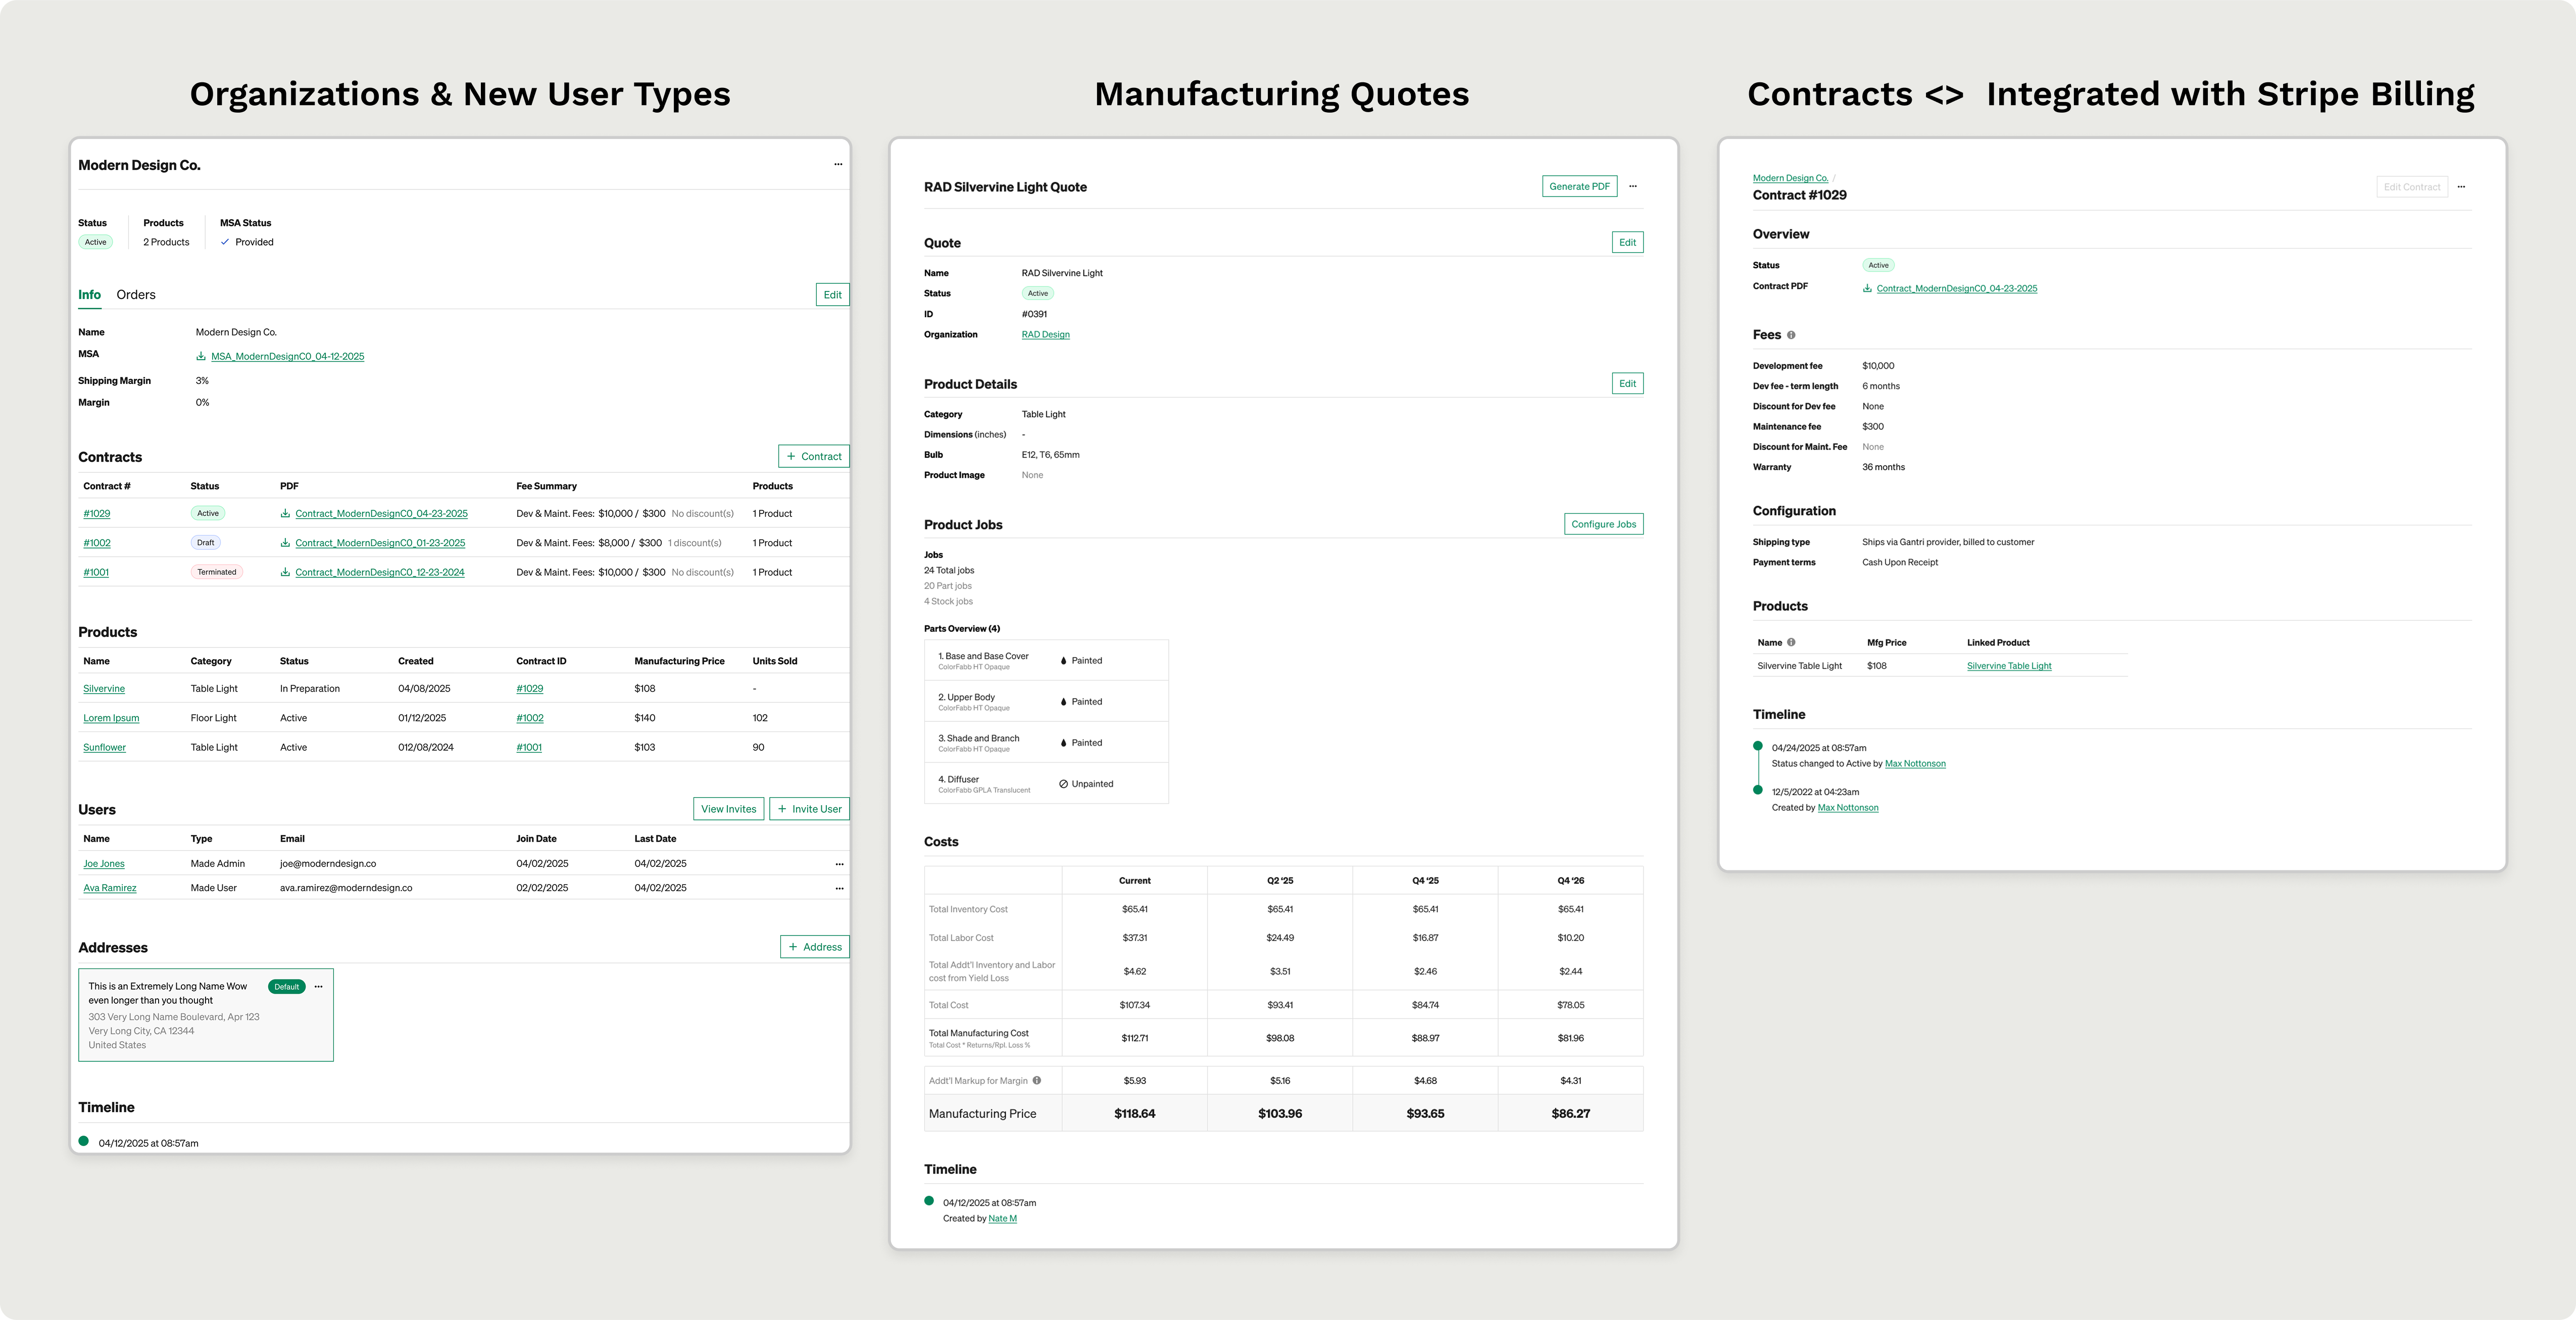 Organizations & New User Types
Modern Design Co.
Status Products MSA Status
Active 2 Products Provided
Info Orders Edit
Name Modern Design Co.
MSA MSA_ModernDesignC0_04-12-2025
Shipping Margin 3%
Margin 0%
Contracts + Contract
Contract # Status PDF Fee Summary Products
#1029 Active Contract_ModernDesignC0_04-23-2025 Dev & Maint. Fees: $10,000 / $300 No discount(s) 1 Product
#1002 Draft Contract_ModernDesignC0_01-23-2025 Dev & Maint. Fees: $8,000 / $300 1 discount(s) 1 Product
#1001 Terminated Contract_ModernDesignC0_12-23-2024 Dev & Maint. Fees: $10,000 / $300 No discount(s) 1 Product
Products
Name Category Status Created Contract ID Manufacturing Price Units Sold
Silvervine Table Light In Preparation 04/08/2025 #1029 $108 -
Lorem Ipsum Floor Light Active 01/12/2025 #1002 $140 102
Sunflower Table Light Active 012/08/2024 #1001 $103 90
Users View Invites + Invite User
Name Type Email Join Date Last Date
Joe Jones Made Admin joe@moderndesign.co 04/02/2025 04/02/2025
Ava Ramirez Made User ava.ramirez@moderndesign.co 02/02/2025 04/02/2025
Addresses + Address
This is an Extremely Long Name Wow Default
even longer than you thought
303 Very Long Name Boulevard, Apr 123
Very Long City, CA 12344
United States
Timeline
04/12/2025 at 08:57am
Manufacturing Quotes
RAD Silvervine Light Quote Generate PDF
Quote Edit
Name RAD Silvervine Light
Status Active
ID #0391
Organization RAD Design
Product Details Edit
Category Table Light
Dimensions (inches) -
Bulb E12, T6, 65mm
Product Image None
Product Jobs Configure Jobs
Jobs
24 Total jobs
20 Part jobs
4 Stock jobs
Parts Overview (4)
1. Base and Base Cover Painted
ColorFabb HT Opaque
2. Upper Body Painted
ColorFabb HT Opaque
3. Shade and Branch Painted
ColorFabb HT Opaque
4. Diffuser Unpainted
ColorFabb GPLA Translucent
Costs
Current Q2 ‘25 Q4 ‘25 Q4 ‘26
Total Inventory Cost $65.41 $65.41 $65.41 $65.41
Total Labor Cost $37.31 $24.49 $16.87 $10.20
Total Addt’l Inventory and Labor
cost from Yield Loss $4.62 $3.51 $2.46 $2.44
Total Cost $107.34 $93.41 $84.74 $78.05
Total Manufacturing Cost $112.71 $98.08 $88.97 $81.96
Total Cost * Returns/Rpl. Loss %
Addt’l Markup for Margin $5.93 $5.16 $4.68 $4.31
Manufacturing Price $118.64 $103.96 $93.65 $86.27
Timeline
04/12/2025 at 08:57am
Created by Nate M
Contracts <> Integrated with Stripe Billing
Modern Design Co. /
Contract #1029 Edit Contract
Overview
Status Active
Contract PDF Contract_ModernDesignC0_04-23-2025
Fees
Development fee $10,000
Dev fee - term length 6 months
Discount for Dev fee None
Maintenance fee $300
Discount for Maint. Fee None
Warranty 36 months
Configuration
Shipping type Ships via Gantri provider, billed to customer
Payment terms Cash Upon Receipt
Products
Name Mfg Price Linked Product
Silvervine Table Light $108 Silvervine Table Light
Timeline
04/24/2025 at 08:57am
Status changed to Active by Max Nottonson
12/5/2022 at 04:23am
Created by Max Nottonson